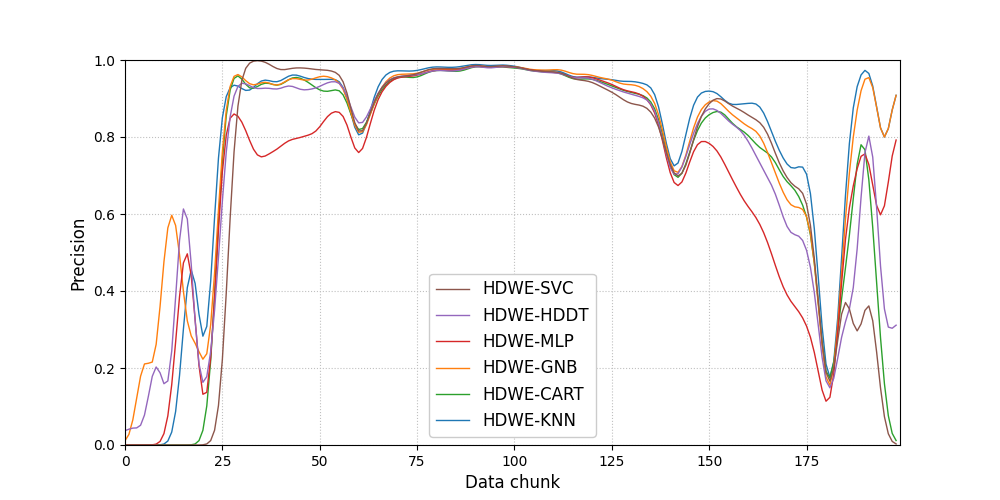 1.0
0.8
0.6
0.4
0.2
0.0
Precision
HDWE-SVC
HDWE-HDDT
HDWE-MLP
HDWE-GNB
HDWE-CART
HDWE-KNN
0 25 50 75 100 125 150 175
Data chunk